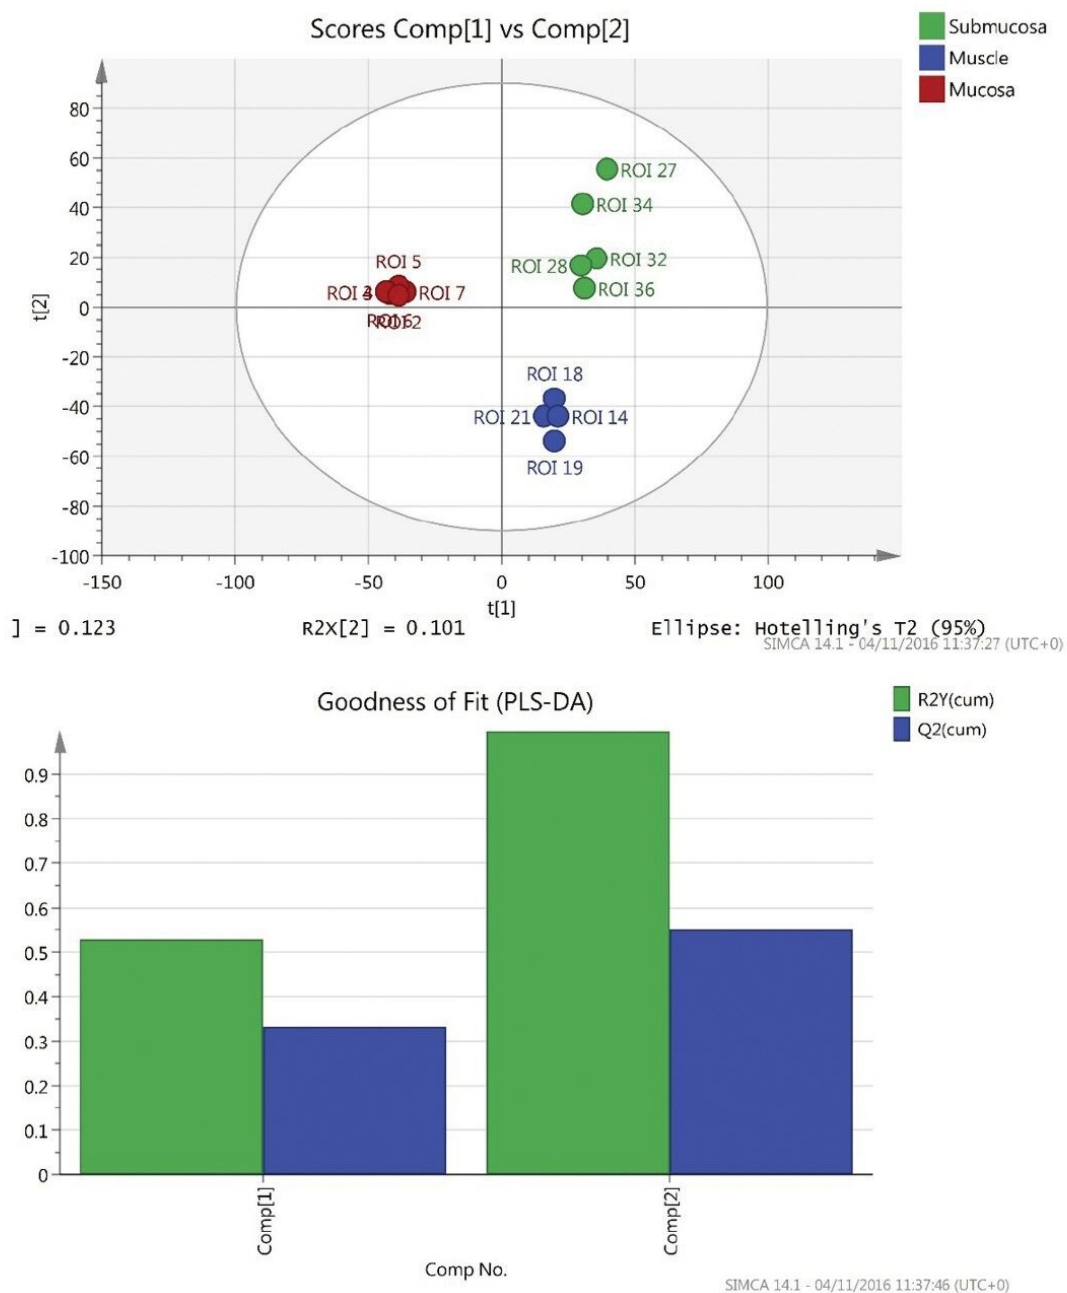 Scores Comp[1] vs Comp[2]
Submucosa
Muscle
Mucosa
80
60
40
20
0
-20
-40
-60
-80
-100
t[2]
ROI 27
ROI 34
ROI 28
ROI 32
ROI 36
ROI 5
ROI
ROI 7
ROI 18
ROI 21
ROI 14
ROI 19
-150
-100
-50
0
50
100
t[1]
] = 0.123
R2X[2] = 0.101
Ellipse: Hotelling's T2 (95%)
SIMCA 14.1 - 04/11/2016 11:37:27 (UTC+0)
Goodness of Fit (PLS-DA)
R2Y(cum)
Q2(cum)
0.9
0.8
0.7
0.6
0.5
0.4
0.3
0.2
0.1
0
Comp[1]
Comp[2]
Comp No.
SIMCA 14.1 - 04/11/2016 11:37:46 (UTC+0)